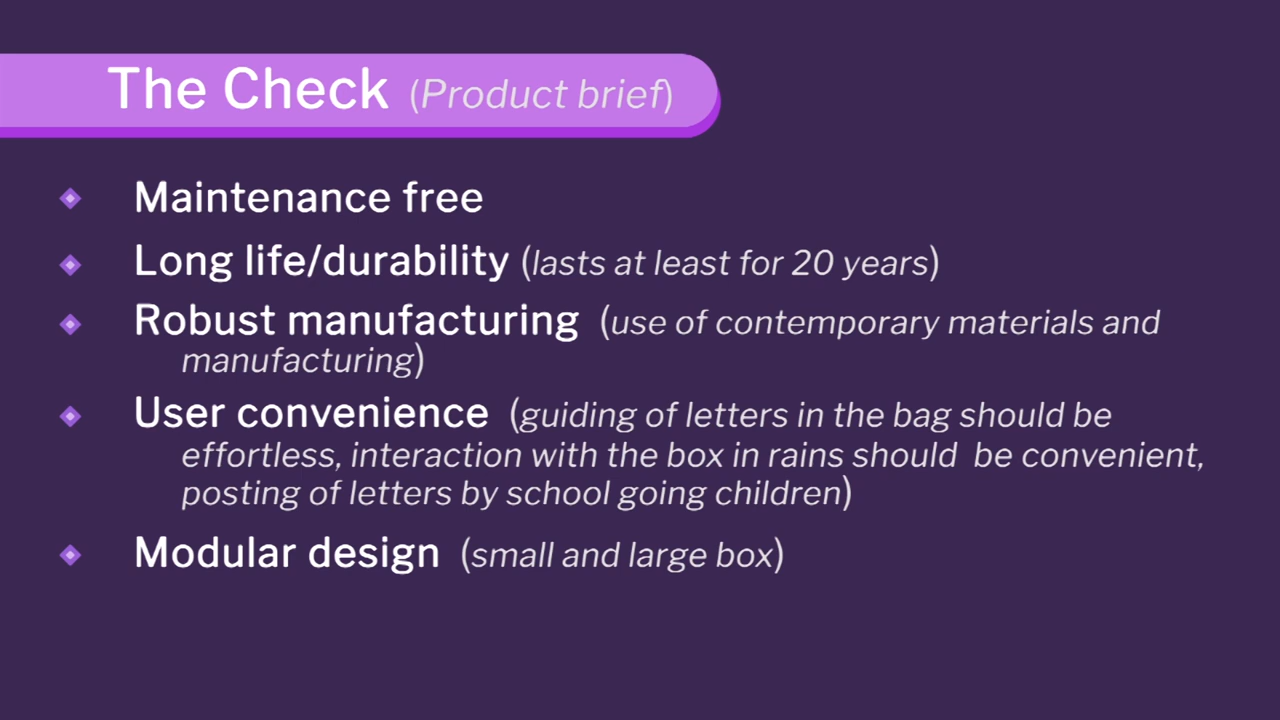 The Check (Product brief)
Maintenance free
Long life/durability (lasts at least for 20 years)
Robust manufacturing (use of contemporary materials and
manufacturing)
User convenience (guiding of letters in the bag should be
effortless, interaction with the box in rains should be convenient,
posting of letters by school going children)
Modular design (small and large box)